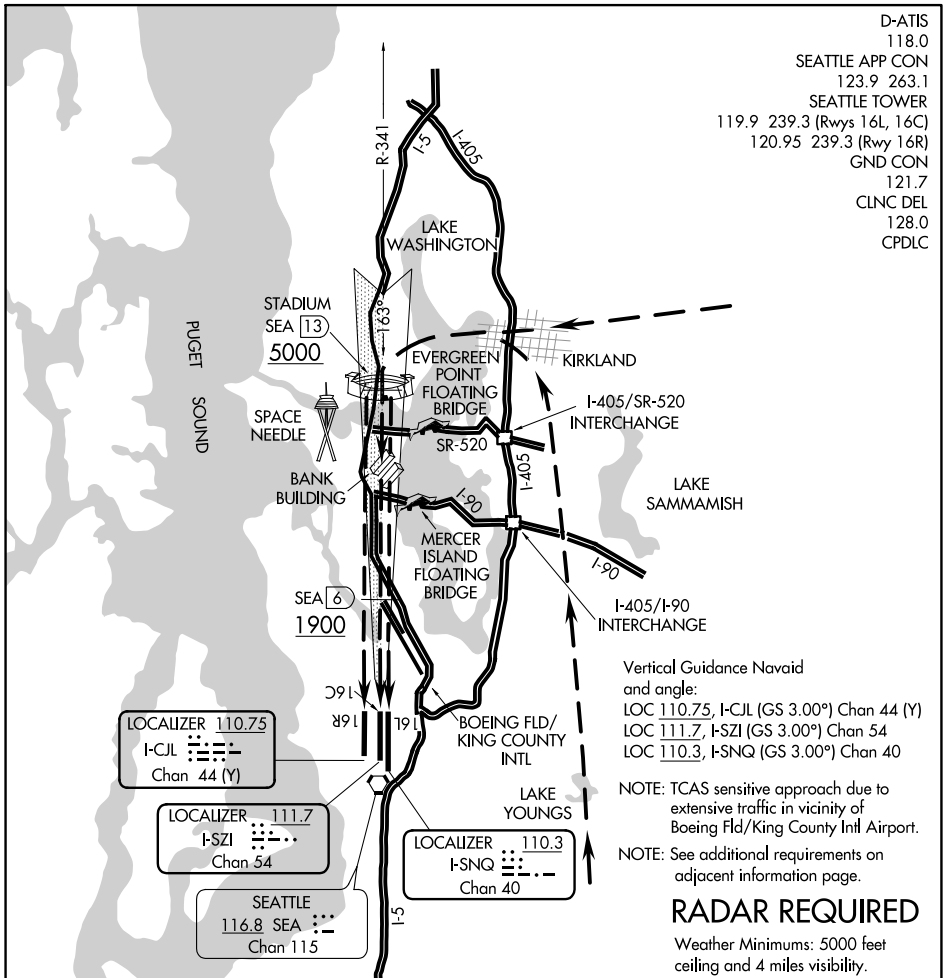 D-ATIS
118.0
SEATTLE APP CON
123.9 263.1
SEATTLE TOWER
119.9 239.3 (Rwys 16L, 16C)
120.95 239.3 (Rwy 16R)
GND CON
121.7
CLNC DEL
128.0
CPDLC
R-341
I-5
I-405
LAKE
WASHINGTON
STADIUM
SEA 13
5000
163°
PUGET
SOUND
EVERGREEN
POINT
FLOATING
BRIDGE
KIRKLAND
SPACE
NEEDLE
I-405/SR-520
INTERCHANGE
SR-520
I-405
BANK
BUILDING
I-90
LAKE
SAMMAMISH
MERCER
ISLAND
FLOATING
BRIDGE
I-90
SEA 6
1900
I-405/I-90
INTERCHANGE
16C
16R
16L
BOEING FLD/
KING COUNTY
INTL
Vertical Guidance Navaid
and angle:
LOC 110.75, I-CJL (GS 3.00°) Chan 44 (Y)
LOC 111.7, I-SZI (GS 3.00°) Chan 54
LOC 110.3, I-SNQ (GS 3.00°) Chan 40
LOCALIZER 110.75
I-CJL
Chan 44 (Y)
NOTE: TCAS sensitive approach due to
extensive traffic in vicinity of
Boeing Fld/King County Intl Airport.
LAKE
YOUNGS
LOCALIZER 111.7
I-SZI
Chan 54
LOCALIZER 110.3
I-SNQ
Chan 40
NOTE: See additional requirements on
adjacent information page.
SEATTLE
116.8 SEA
Chan 115
I-5
RADAR REQUIRED
Weather Minimums: 5000 feet
ceiling and 4 miles visibility.